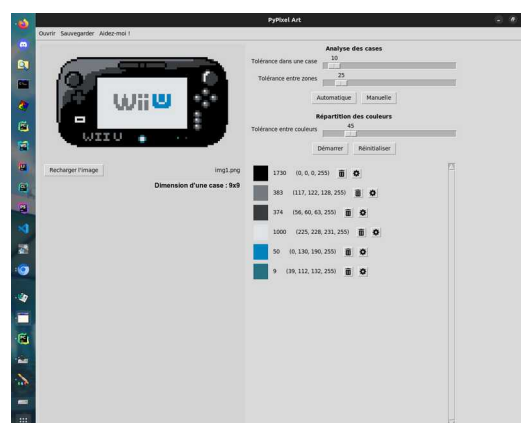 PyPixel Art
Ouvrir Sauvegarder Aidez-moi !
Wii U
WII U
Recharger l'image
img1.png
Dimension d'une case : 9x9
Analyse des cases
Tolérance dans une case 10
Tolérance entre zones 25
Automatique Manuelle
Répartition des couleurs
Tolérance entre couleurs 45
Démarrer Réinitialiser
1730 (0, 0, 0, 255)
383 (117, 122, 128, 255)
374 (56, 60, 63, 255)
1000 (225, 228, 231, 255)
50 (0, 130, 190, 255)
9 (39, 112, 132, 255)